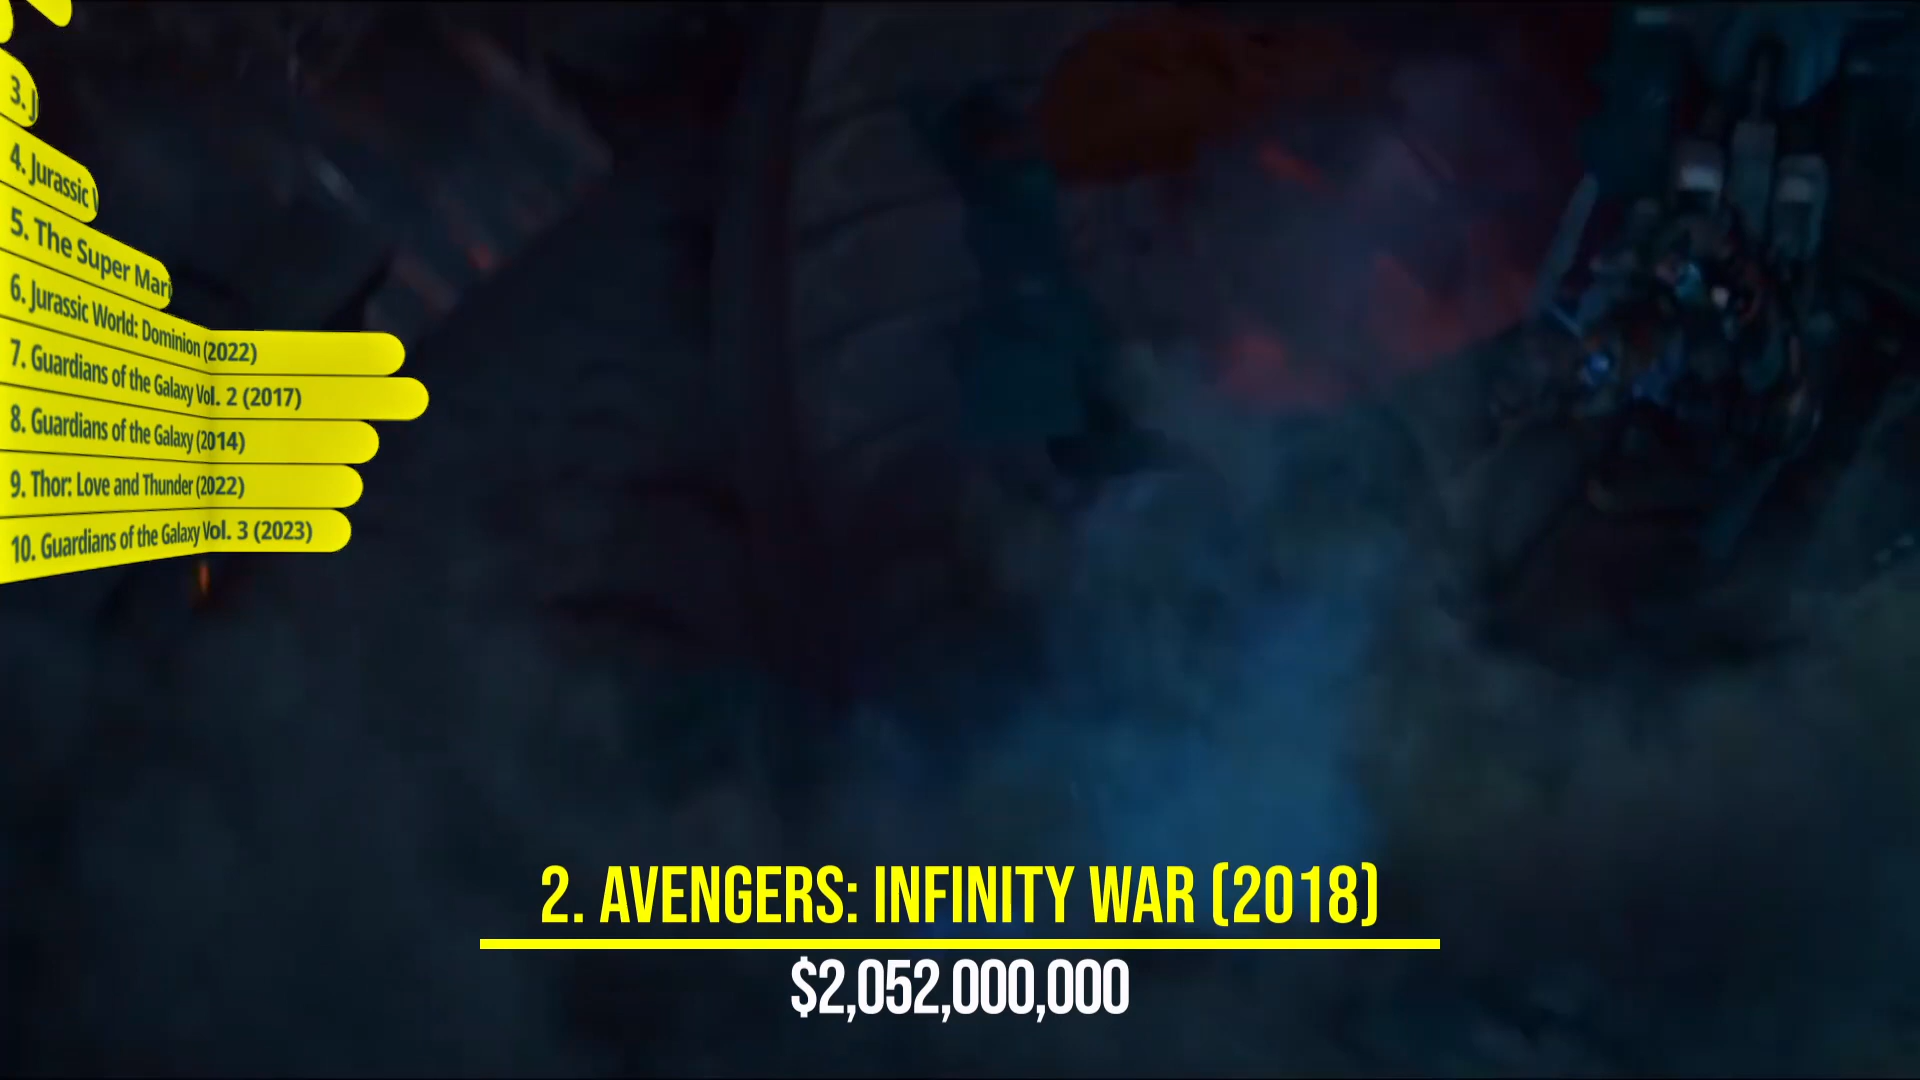 3. J
4. Jurassic
5. The Super Mari
6. Jurassic World: Dominion (2022)
7. Guardians of the Galaxy Vol. 2 (2017)
8. Guardians of the Galaxy (2014)
9. Thor: Love and Thunder (2022)
10. Guardians of the Galaxy Vol. 3 (2023)
2. AVENGERS: INFINITY WAR (2018)
$2,052,000,000